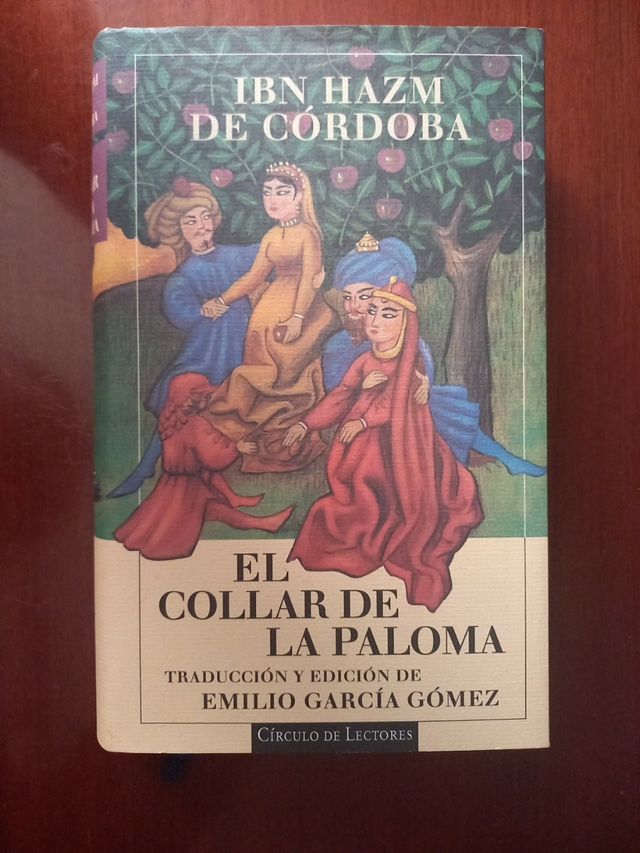 IBN HAZM
DE CÓRDOBA
EL
COLLAR DE
LA PALOMA
TRADUCCIÓN Y EDICIÓN DE
EMILIO GARCÍA GÓMEZ
CÍRCULO DE LECTORES